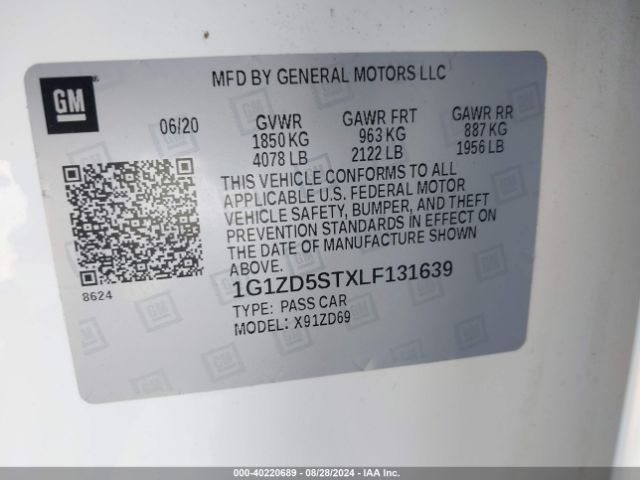 MFD BY GENERAL MOTORS LLC
GM
06/20 GVWR GAWR FRT GAWR RR
1850 KG 963 KG 887 KG
4078 LB 2122 LB 1956 LB
THIS VEHICLE CONFORMS TO ALL
APPLICABLE U.S. FEDERAL MOTOR
VEHICLE SAFETY, BUMPER, AND THEFT
PREVENTION STANDARDS IN EFFECT ON
THE DATE OF MANUFACTURE SHOWN
ABOVE.
8624
1G1ZD5STXLF131639
TYPE: PASS CAR
MODEL: X91ZD69
000-40220689 - 08/28/2024 - IAA Inc.